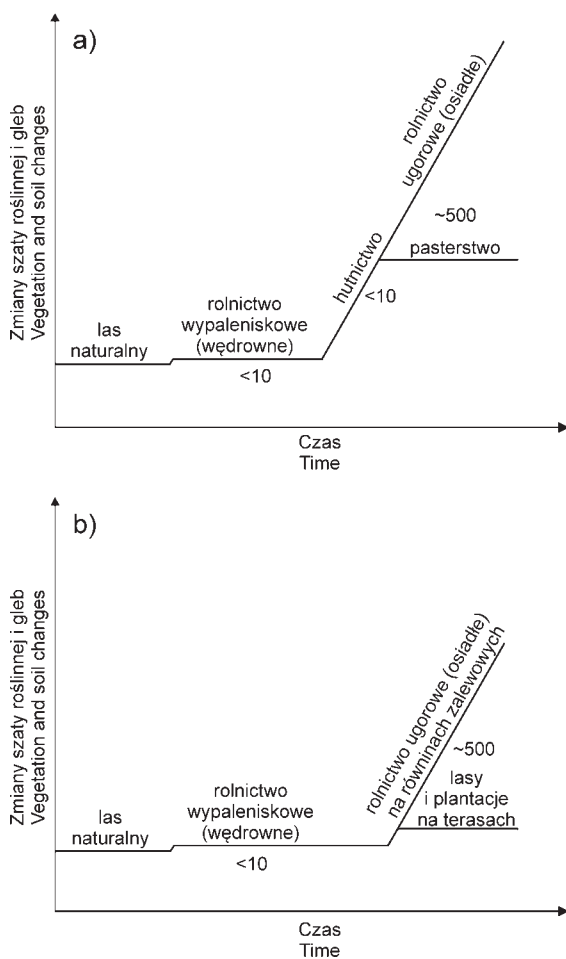 a)
Zmiany szaty roślinnej i gleb
Vegetation and soil changes
las
naturalny
rolnictwo
wypaleniskowe
(wędrowne)
<10
hutnictwo
<10
rolnictwo
ugorowe (osiadłe)
~500
pasterstwo
Czas
Time
b)
Zmiany szaty roślinnej i gleb
Vegetation and soil changes
las
naturalny
rolnictwo
wypaleniskowe
(wędrowne)
<10
rolnictwo ugorowe (osiadłe)
na równinach zalewowych
~500
lasy
i plantacje
na terasach
Czas
Time